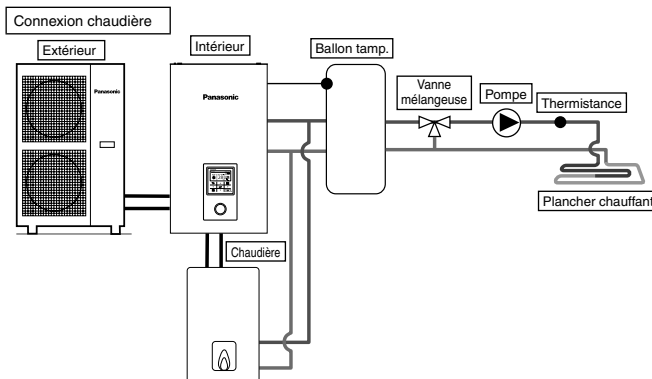 Connexion chaudière
Extérieur
Intérieur
Ballon tamp.
Vanne
mélangeuse
Pompe
Thermistance
Panasonic
Panasonic
Plancher chauffant
Chaudière